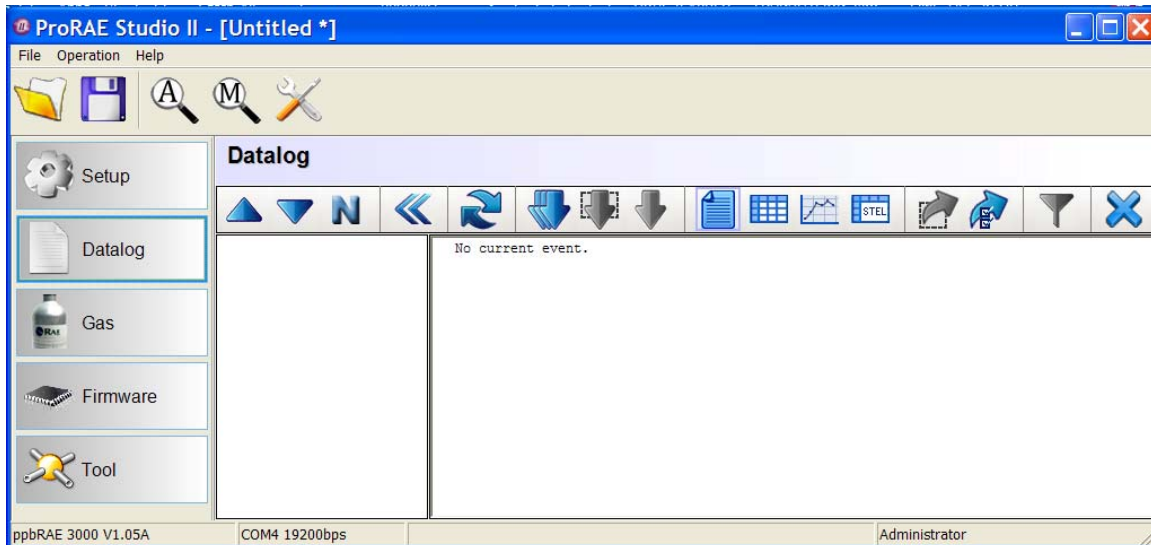 ProRAE Studio II - [Untitled *]
File Operation Help
A M
Setup
Datalog
N
STEL
Datalog
No current event.
Gas
RAE
Firmware
Tool
ppbRAE 3000 V1.05A COM4 19200bps Administrator